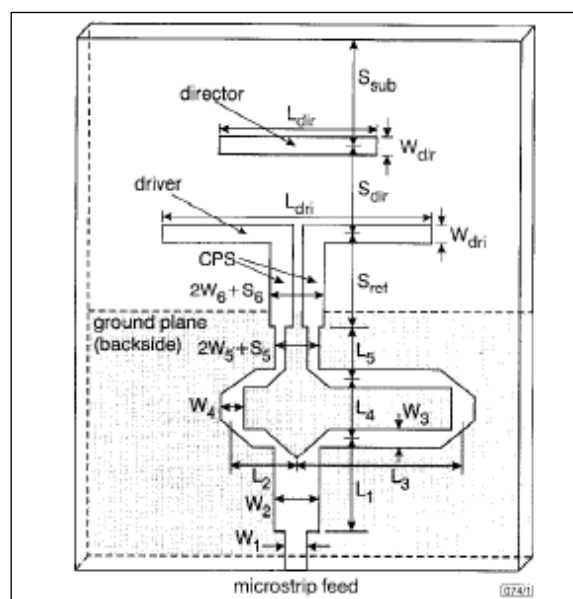 S_sub
director
L_dir
W_dir
S_dir
driver
L_dri
W_dri
CPS
2W_6+S_6
S_ref
ground plane
(backside)
2W_5+S_5
L_5
W_4
L_4
W_3
L_2
L_3
W_2
L_1
W_1
microstrip feed
074/1